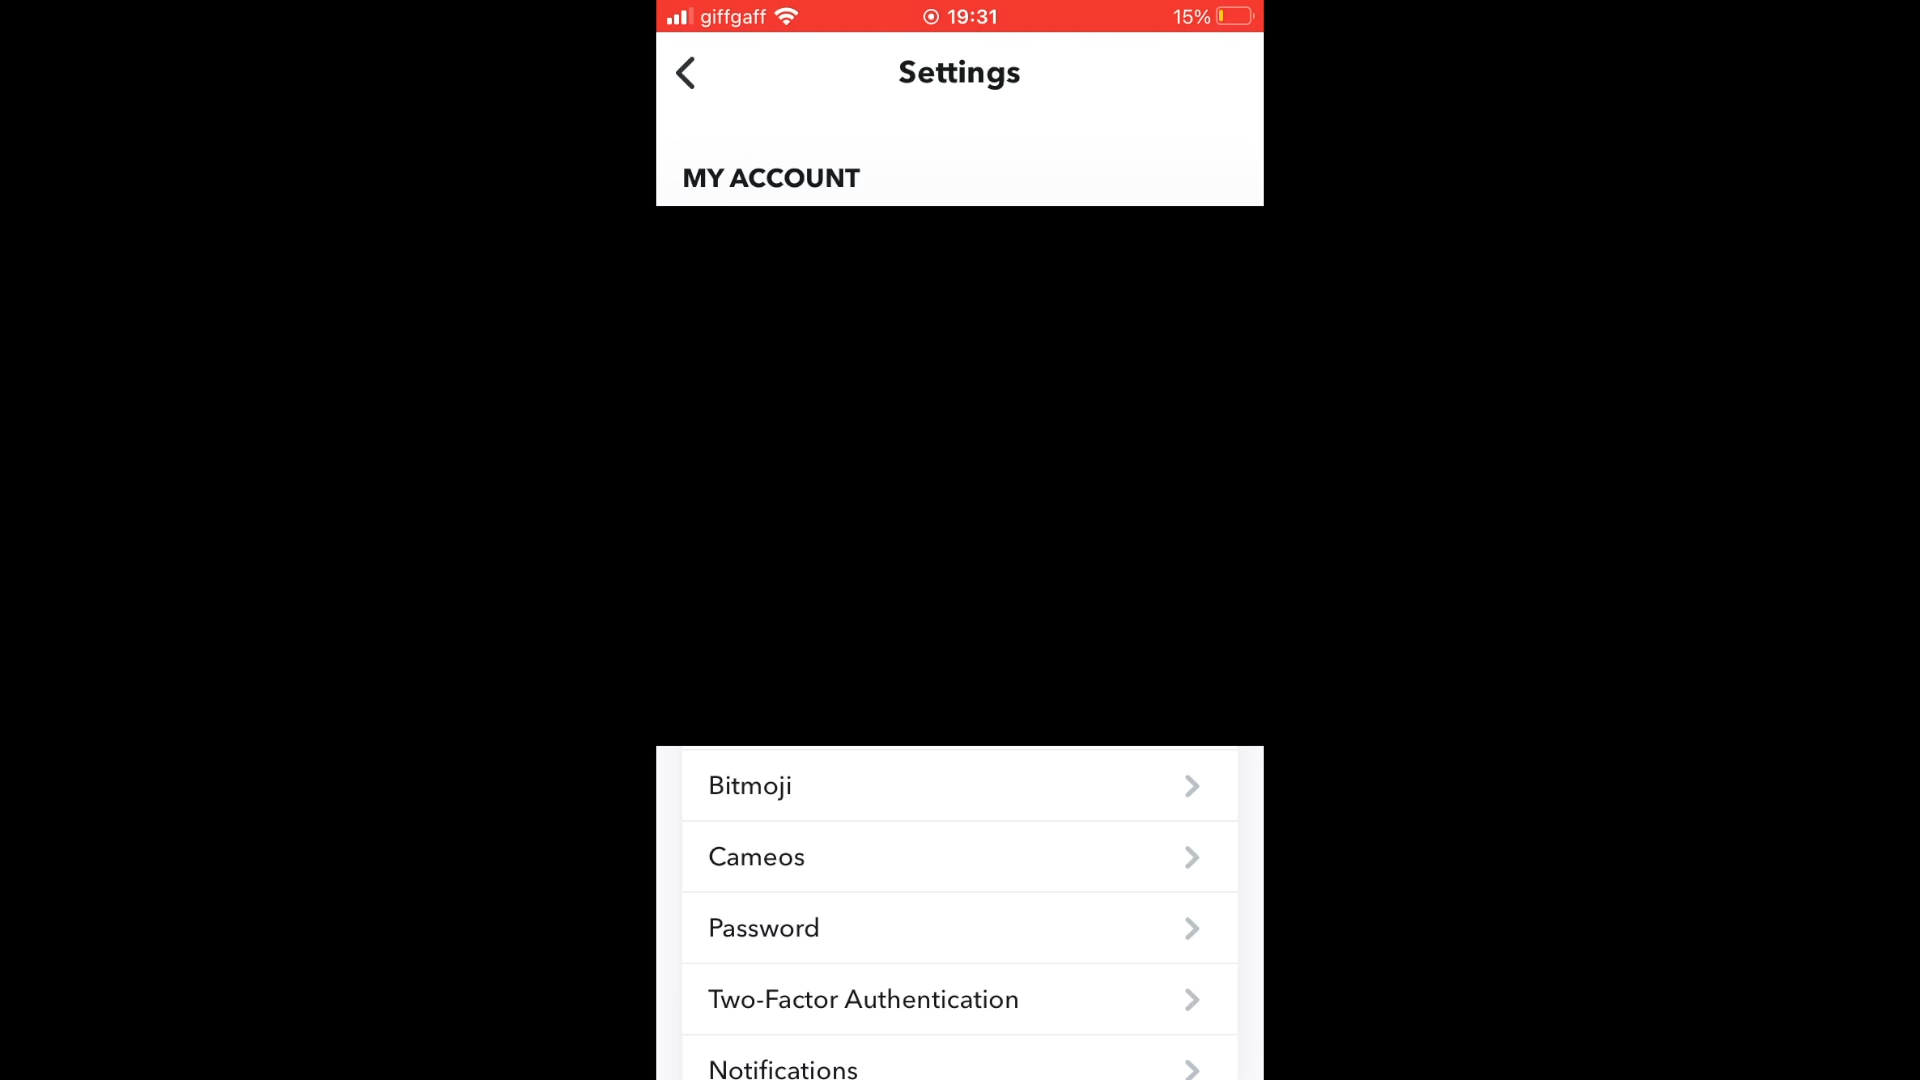 giffgaff 19:31 15%
Settings
MY ACCOUNT
Bitmoji
Cameos
Password
Two-Factor Authentication
Notifications